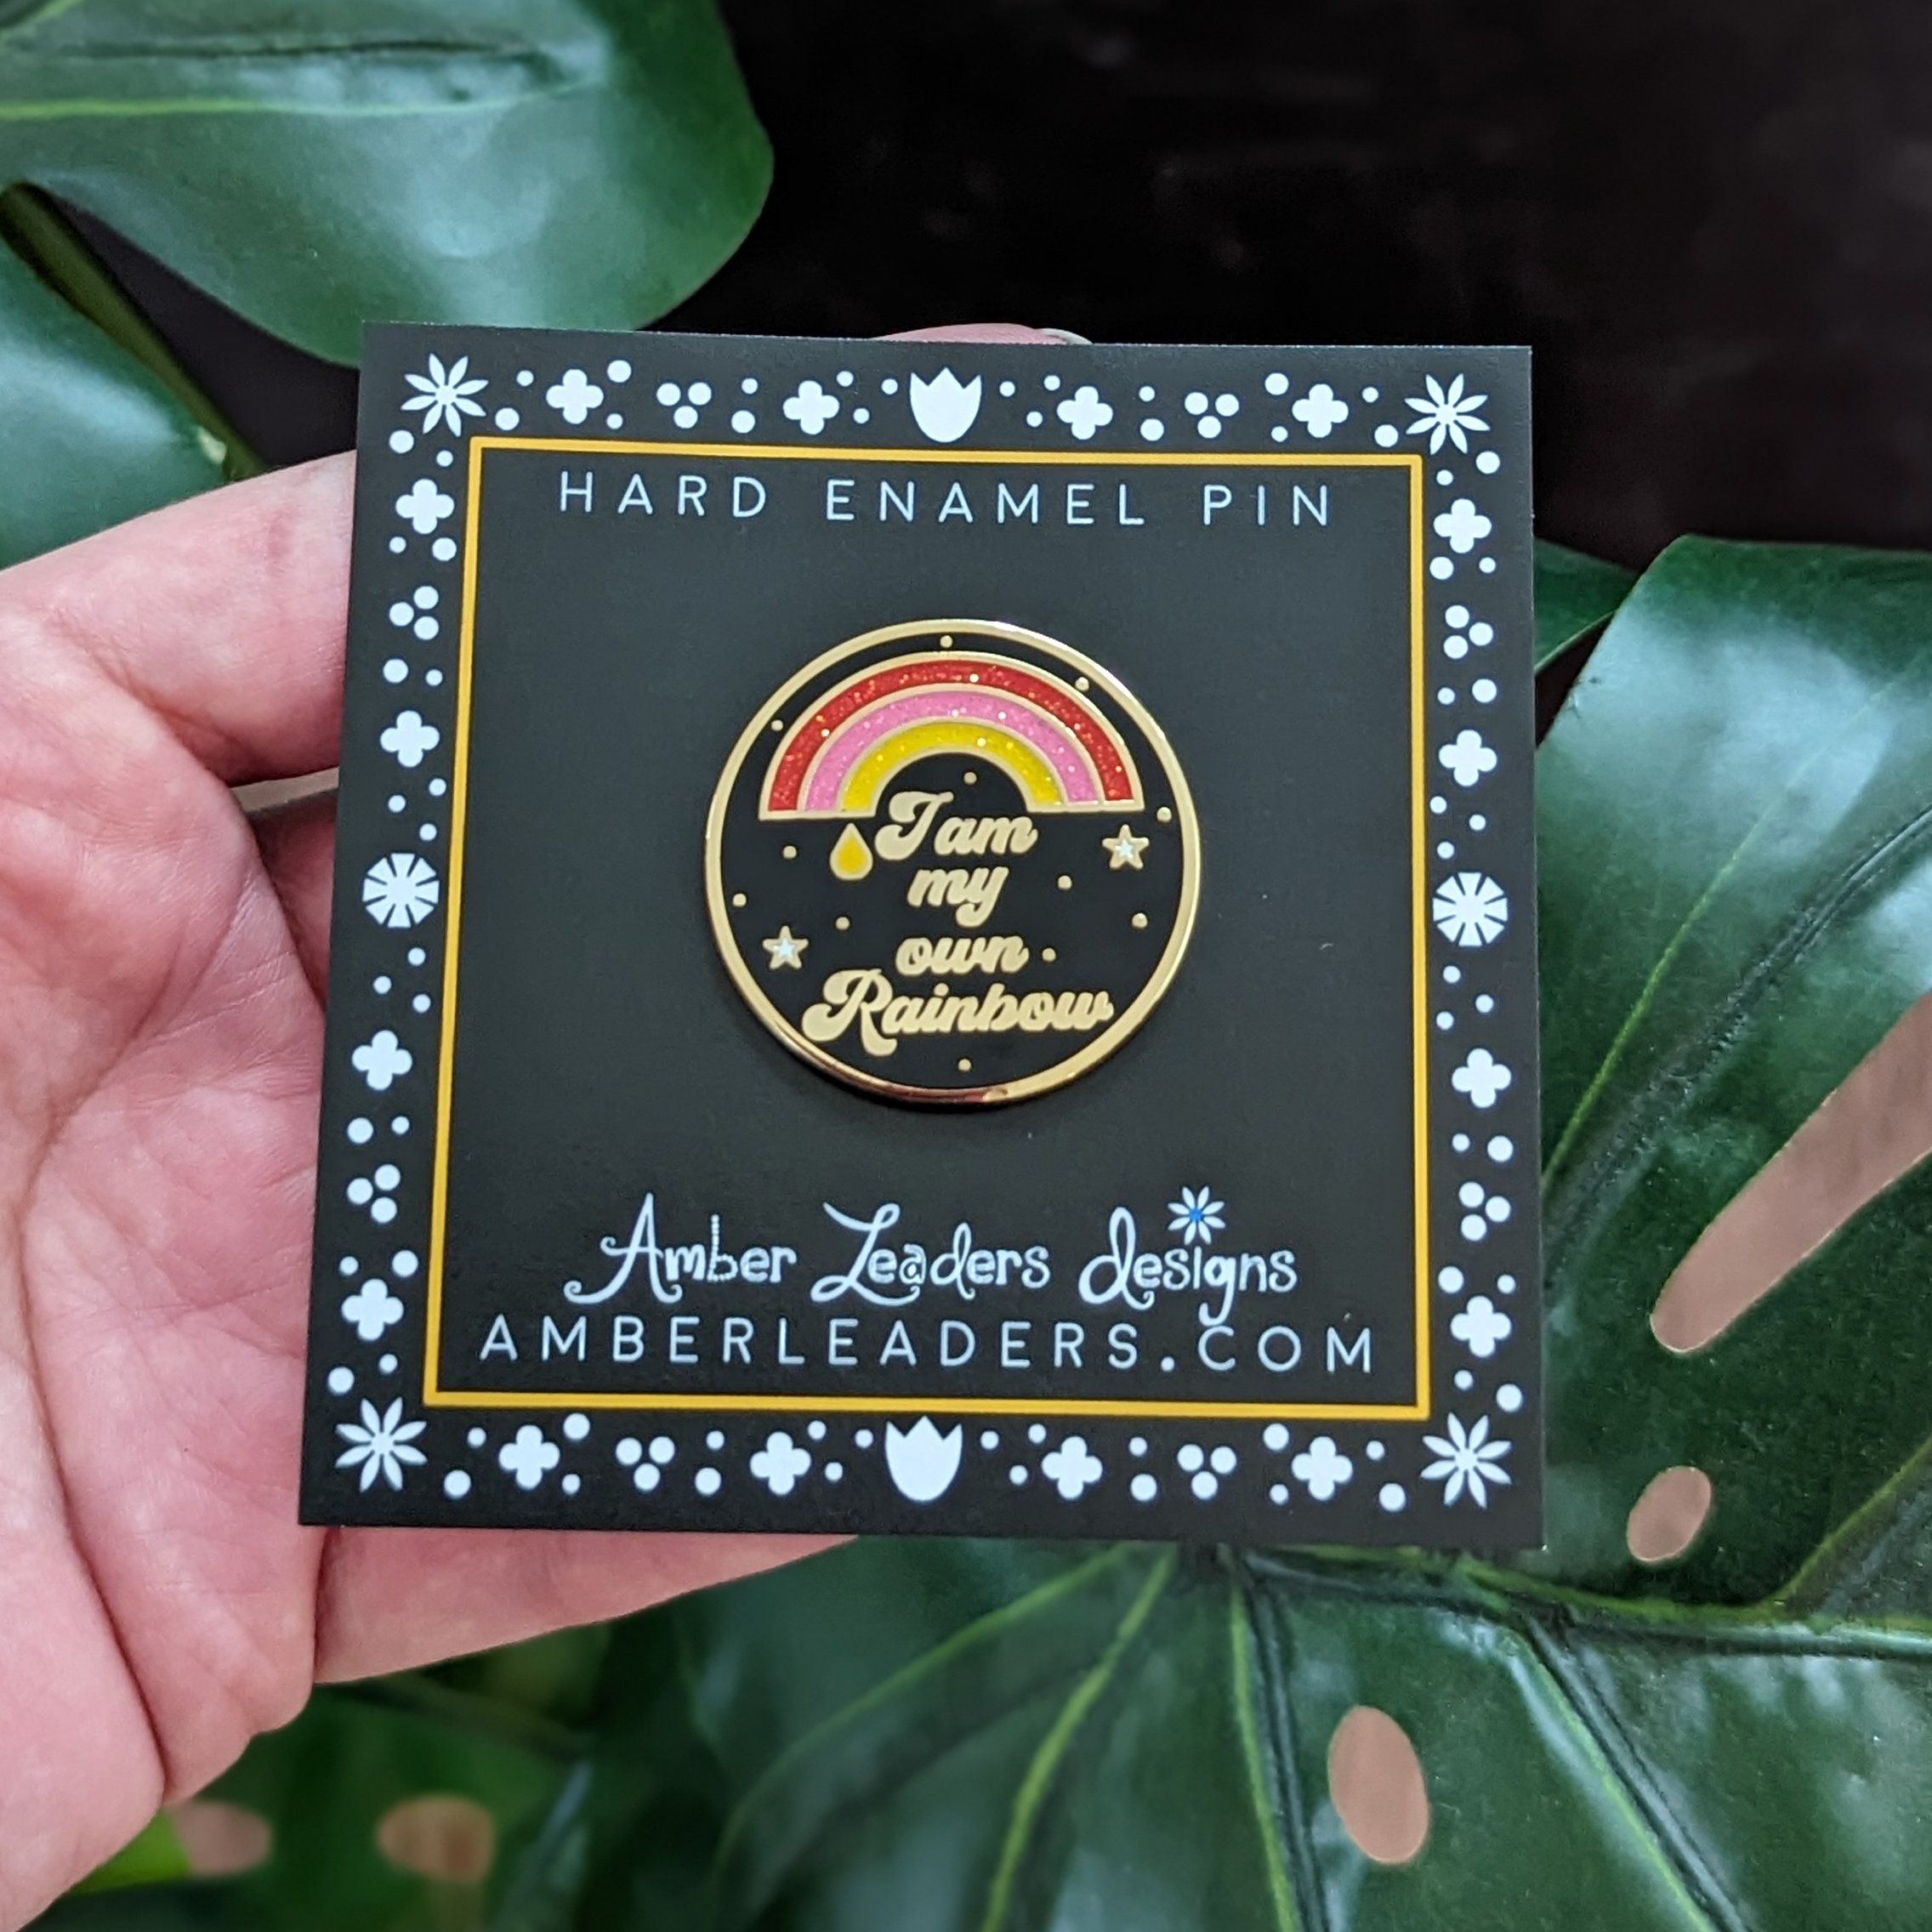 HARD ENAMEL PIN
I am
my
own
Rainbow
Amber Leaders designs
AMBERLEADERS.COM